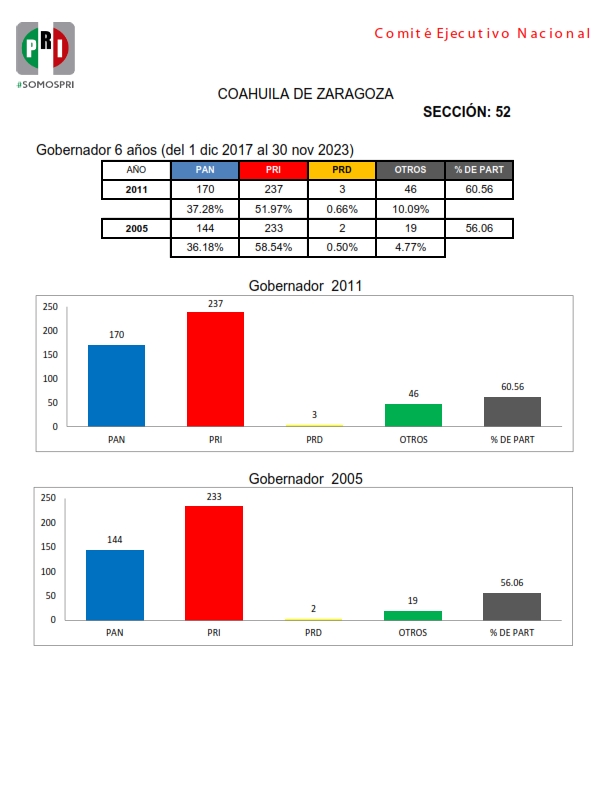 Comité Ejecutivo Nacional
PRI
#SOMOSPRI
COAHUILA DE ZARAGOZA
SECCIÓN: 52
Gobernador 6 años (del 1 dic 2017 al 30 nov 2023)
AÑO PAN PRI PRD OTROS % DE PART
2011 170 237 3 46 60.56
37.28% 51.97% 0.66% 10.09%
2005 144 233 2 19 56.06
36.18% 58.54% 0.50% 4.77%
Gobernador 2011
250
200
150
100
50
0
170
237
3
46
60.56
PAN PRI PRD OTROS % DE PART
Gobernador 2005
250
200
150
100
50
0
144
233
2
19
56.06
PAN PRI PRD OTROS % DE PART